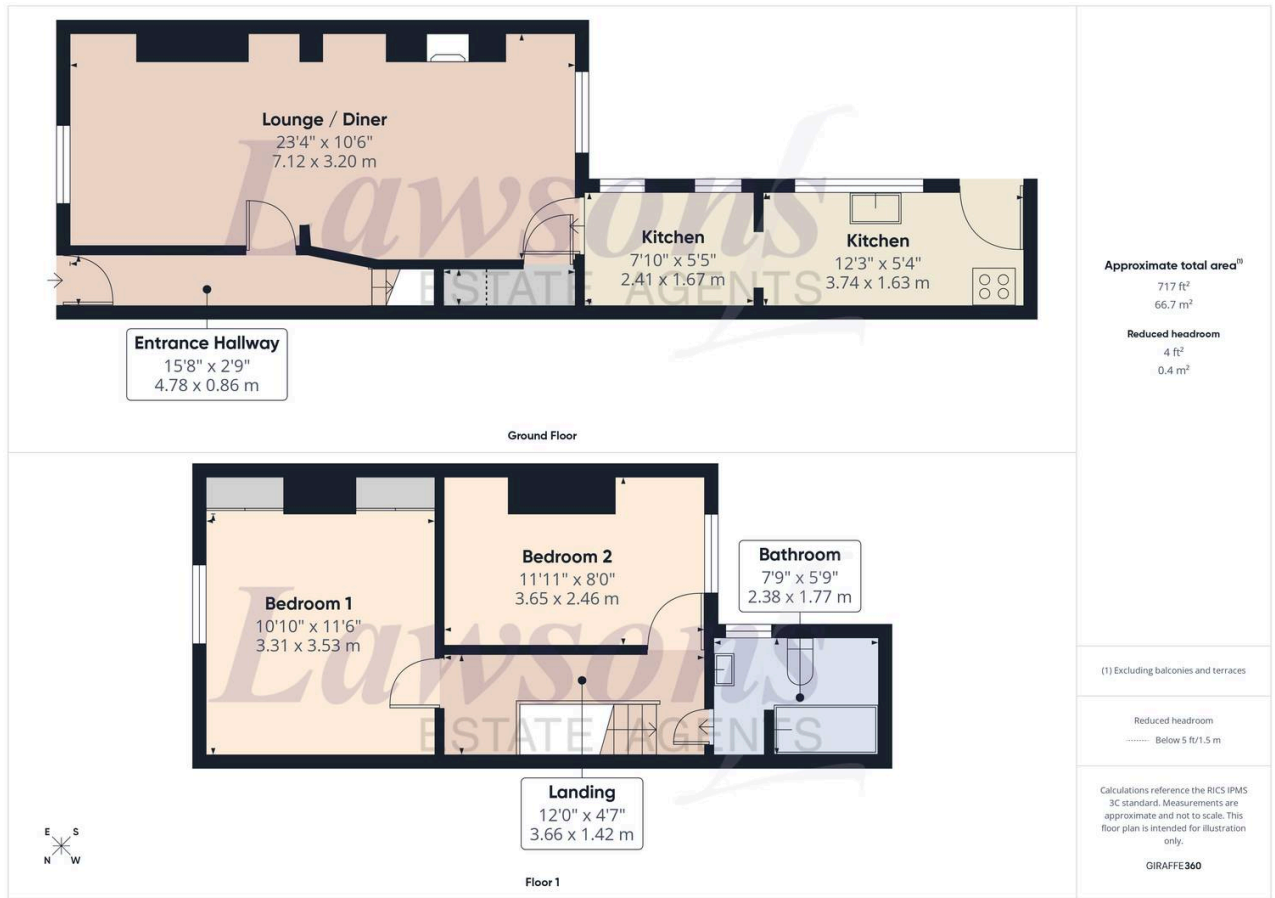 Lounge / Diner
23'4" x 10'6"
7.12 x 3.20 m
Kitchen
7'10" x 5'5"
2.41 x 1.67 m
Kitchen
12'3" x 5'4"
3.74 x 1.63 m
Entrance Hallway
15'8" x 2'9"
4.78 x 0.86 m
Lawsons
ESTATE AGENTS
Ground Floor
Bedroom 1
10'10" x 11'6"
3.31 x 3.53 m
Bedroom 2
11'11" x 8'0"
3.65 x 2.46 m
Bathroom
7'9" x 5'9"
2.38 x 1.77 m
Landing
12'0" x 4'7"
3.66 x 1.42 m
Lawsons
ESTATE AGENTS
E S
N W
Floor 1
Approximate total area(1)
717 ft²
66.7 m²
Reduced headroom
4 ft²
0.4 m²
(1) Excluding balconies and terraces
Reduced headroom
Below 5 ft/1.5 m
Calculations reference the RICS IPMS
3C standard. Measurements are
approximate and not to scale. This
floor plan is intended for illustration
only.
GIRAFFE360